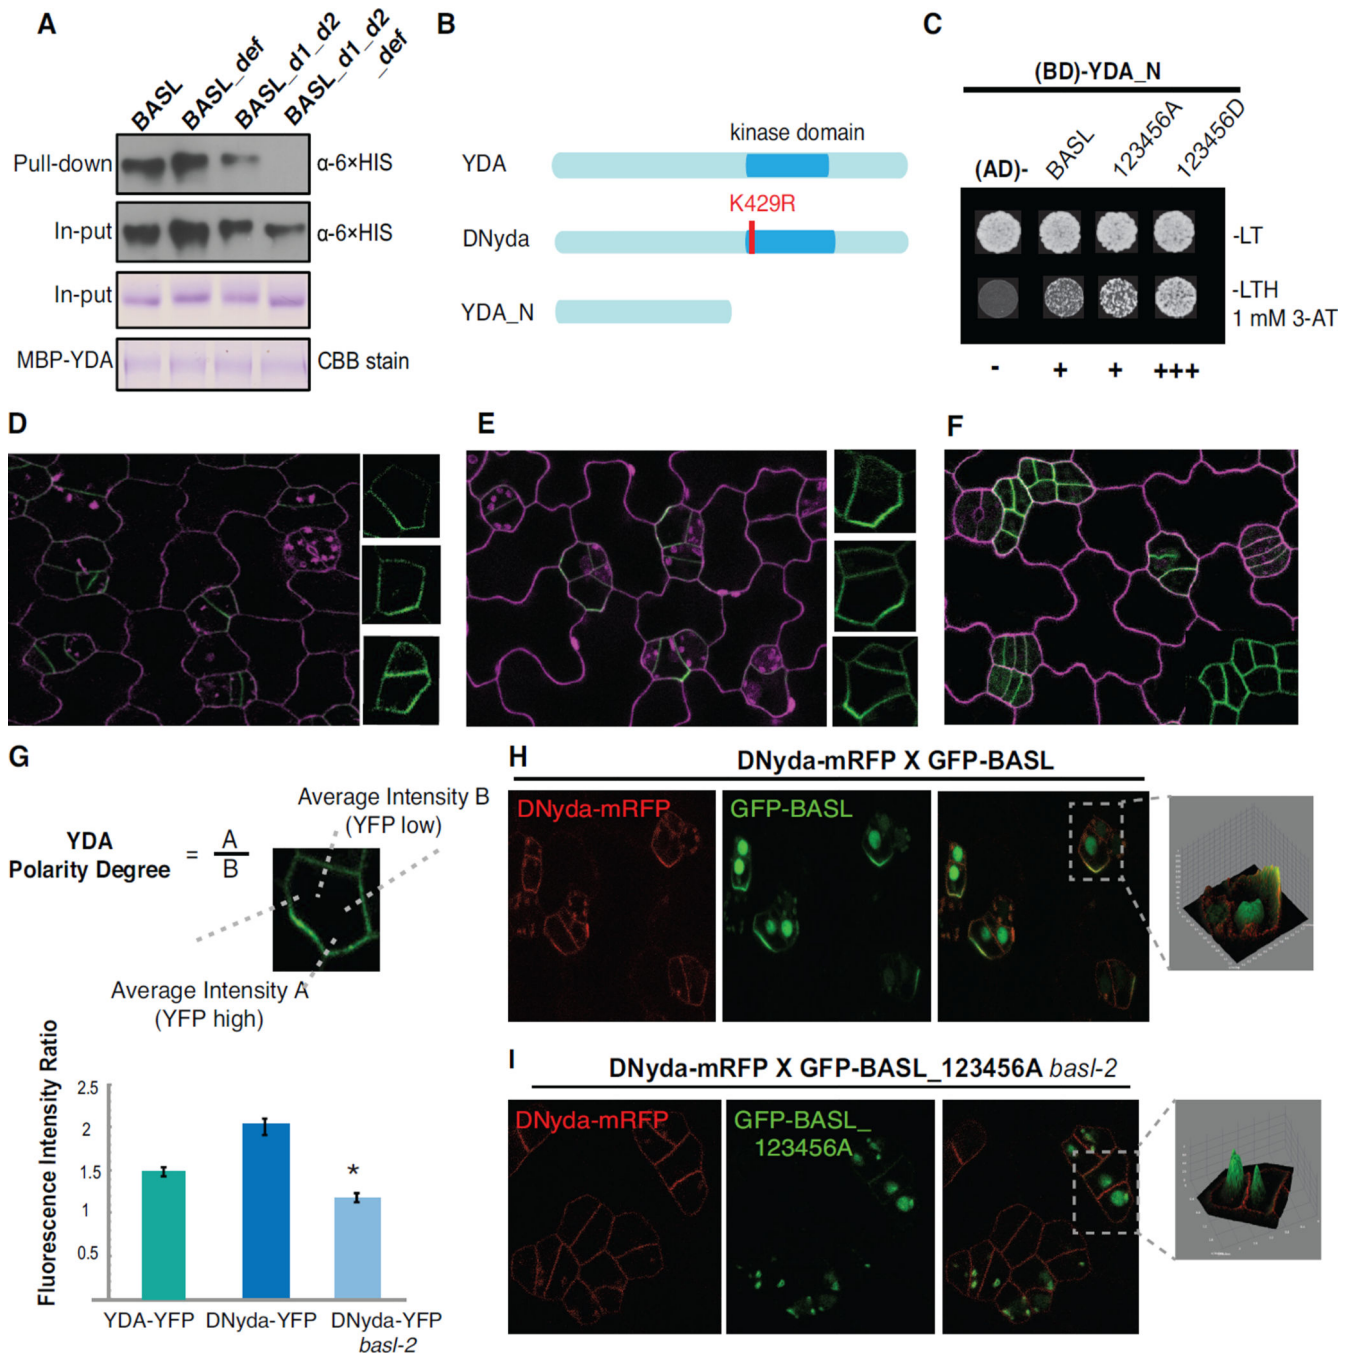 A
BASL
BASL_def
BASL_d1_d2
BASL_d1_d2
_def
Pull-down
α-6×HIS
In-put
α-6×HIS
In-put
MBP-YDA
CBB stain
B
kinase domain
YDA
K429R
DNyda
YDA_N
C
(BD)-YDA_N
(AD)-
BASL
123456A
123456D
-LT
-LTH
1 mM 3-AT
- + + +++
D
E
F
G
YDA
Polarity Degree
=
A
B
Average Intensity B
(YFP low)
Average Intensity A
(YFP high)
Fluorescence Intensity Ratio
2.5
2
1.5
1
0.5
*
YDA-YFP
DNyda-YFP
DNyda-YFP
basl-2
H
DNyda-mRFP X GFP-BASL
DNyda-mRFP
GFP-BASL
I
DNyda-mRFP X GFP-BASL_123456A basl-2
DNyda-mRFP
GFP-BASL_
123456A